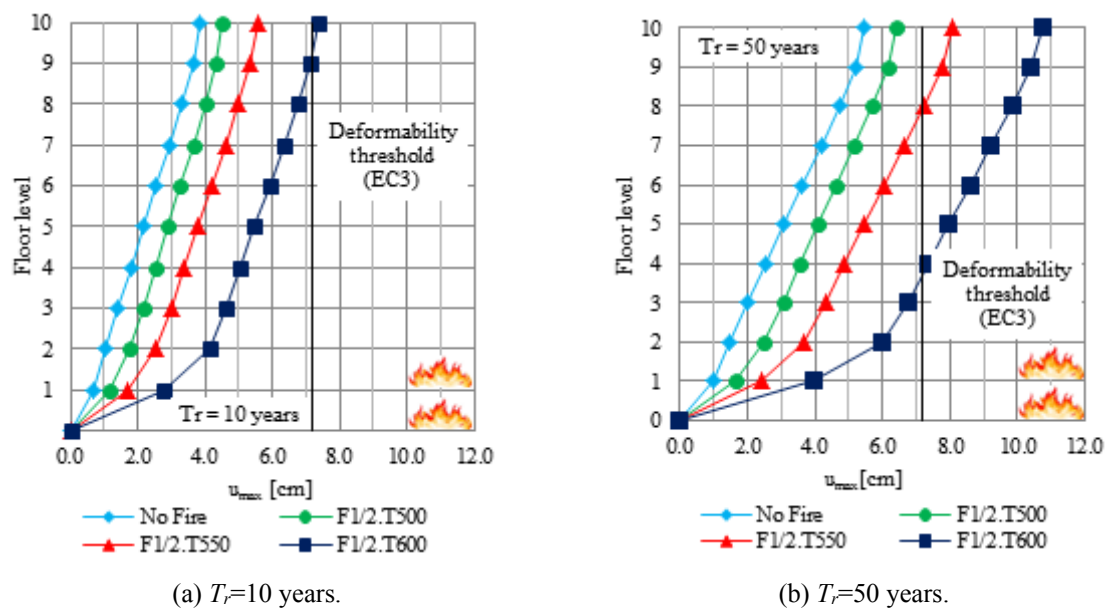 10
9
8
7
6
5
4
3
2
1
Floor level
Deformability
threshold
(EC3)
Tr = 10 years
0.0 2.0 4.0 6.0 8.0 10.0 12.0
umax [cm]
No Fire F1/2.T500
F1/2.T550 F1/2.T600
(a) Tr=10 years.
10
9
8
7
6
5
4
3
2
1
0
Floor level
Tr = 50 years
Deformability
threshold
(EC3)
0.0 2.0 4.0 6.0 8.0 10.0 12.0
umax [cm]
No Fire F1/2.T500
F1/2.T550 F1/2.T600
(b) Tr=50 years.